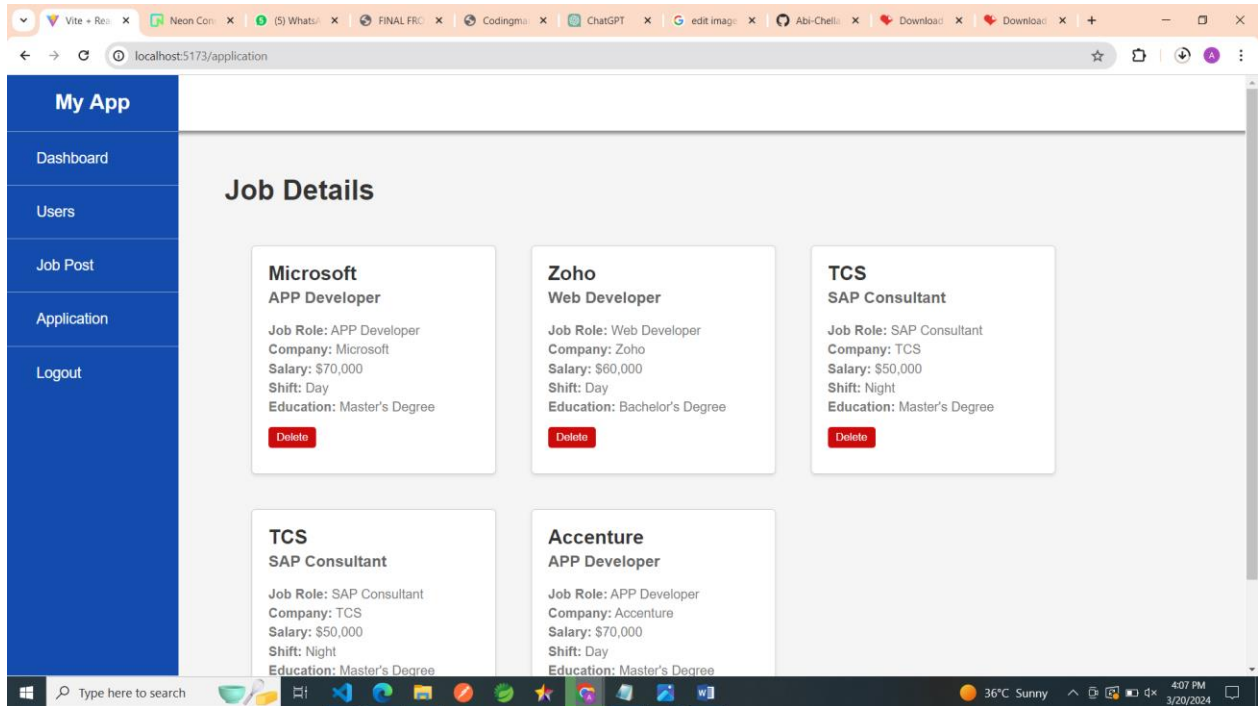 Vite + Rea
Neon Con
(5) WhatsA
FINAL FRO
Codingma
ChatGPT
edit image
Abi-Chella
Download
Download
localhost:5173/application
A
My App
Dashboard
Users
Job Post
Application
Logout
Job Details
Microsoft
APP Developer
Job Role: APP Developer
Company: Microsoft
Salary: $70,000
Shift: Day
Education: Master's Degree
Delete
Zoho
Web Developer
Job Role: Web Developer
Company: Zoho
Salary: $60,000
Shift: Day
Education: Bachelor's Degree
Delete
TCS
SAP Consultant
Job Role: SAP Consultant
Company: TCS
Salary: $50,000
Shift: Night
Education: Master's Degree
Delete
TCS
SAP Consultant
Job Role: SAP Consultant
Company: TCS
Salary: $50,000
Shift: Night
Education: Master's Degree
Accenture
APP Developer
Job Role: APP Developer
Company: Accenture
Salary: $70,000
Shift: Day
Education: Master's Degree
Type here to search
36°C Sunny
4:07 PM
3/20/2024